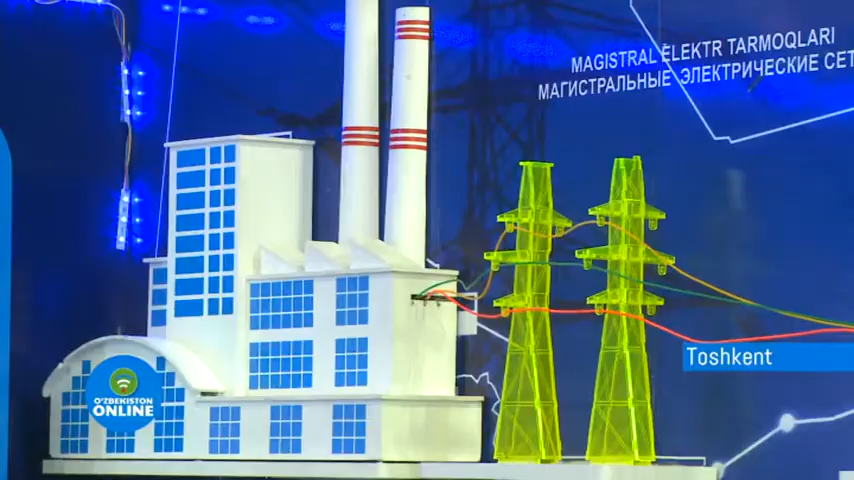 MAGISTRAL ELEKTR TARMOQLARI
МАГИСТРАЛЬНЫЕ ЭЛЕКТРИЧЕСКИЕ СЕТ
Toshkent
O'ZBEKISTON
ONLINE